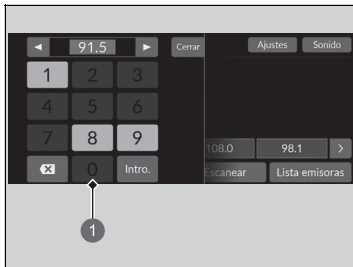 91.5 Cerrar Ajustes Sonido
1 2 3
4 5 6
7 8 9 108.0 98.1
0 Intro. Escanear Lista emisoras
1